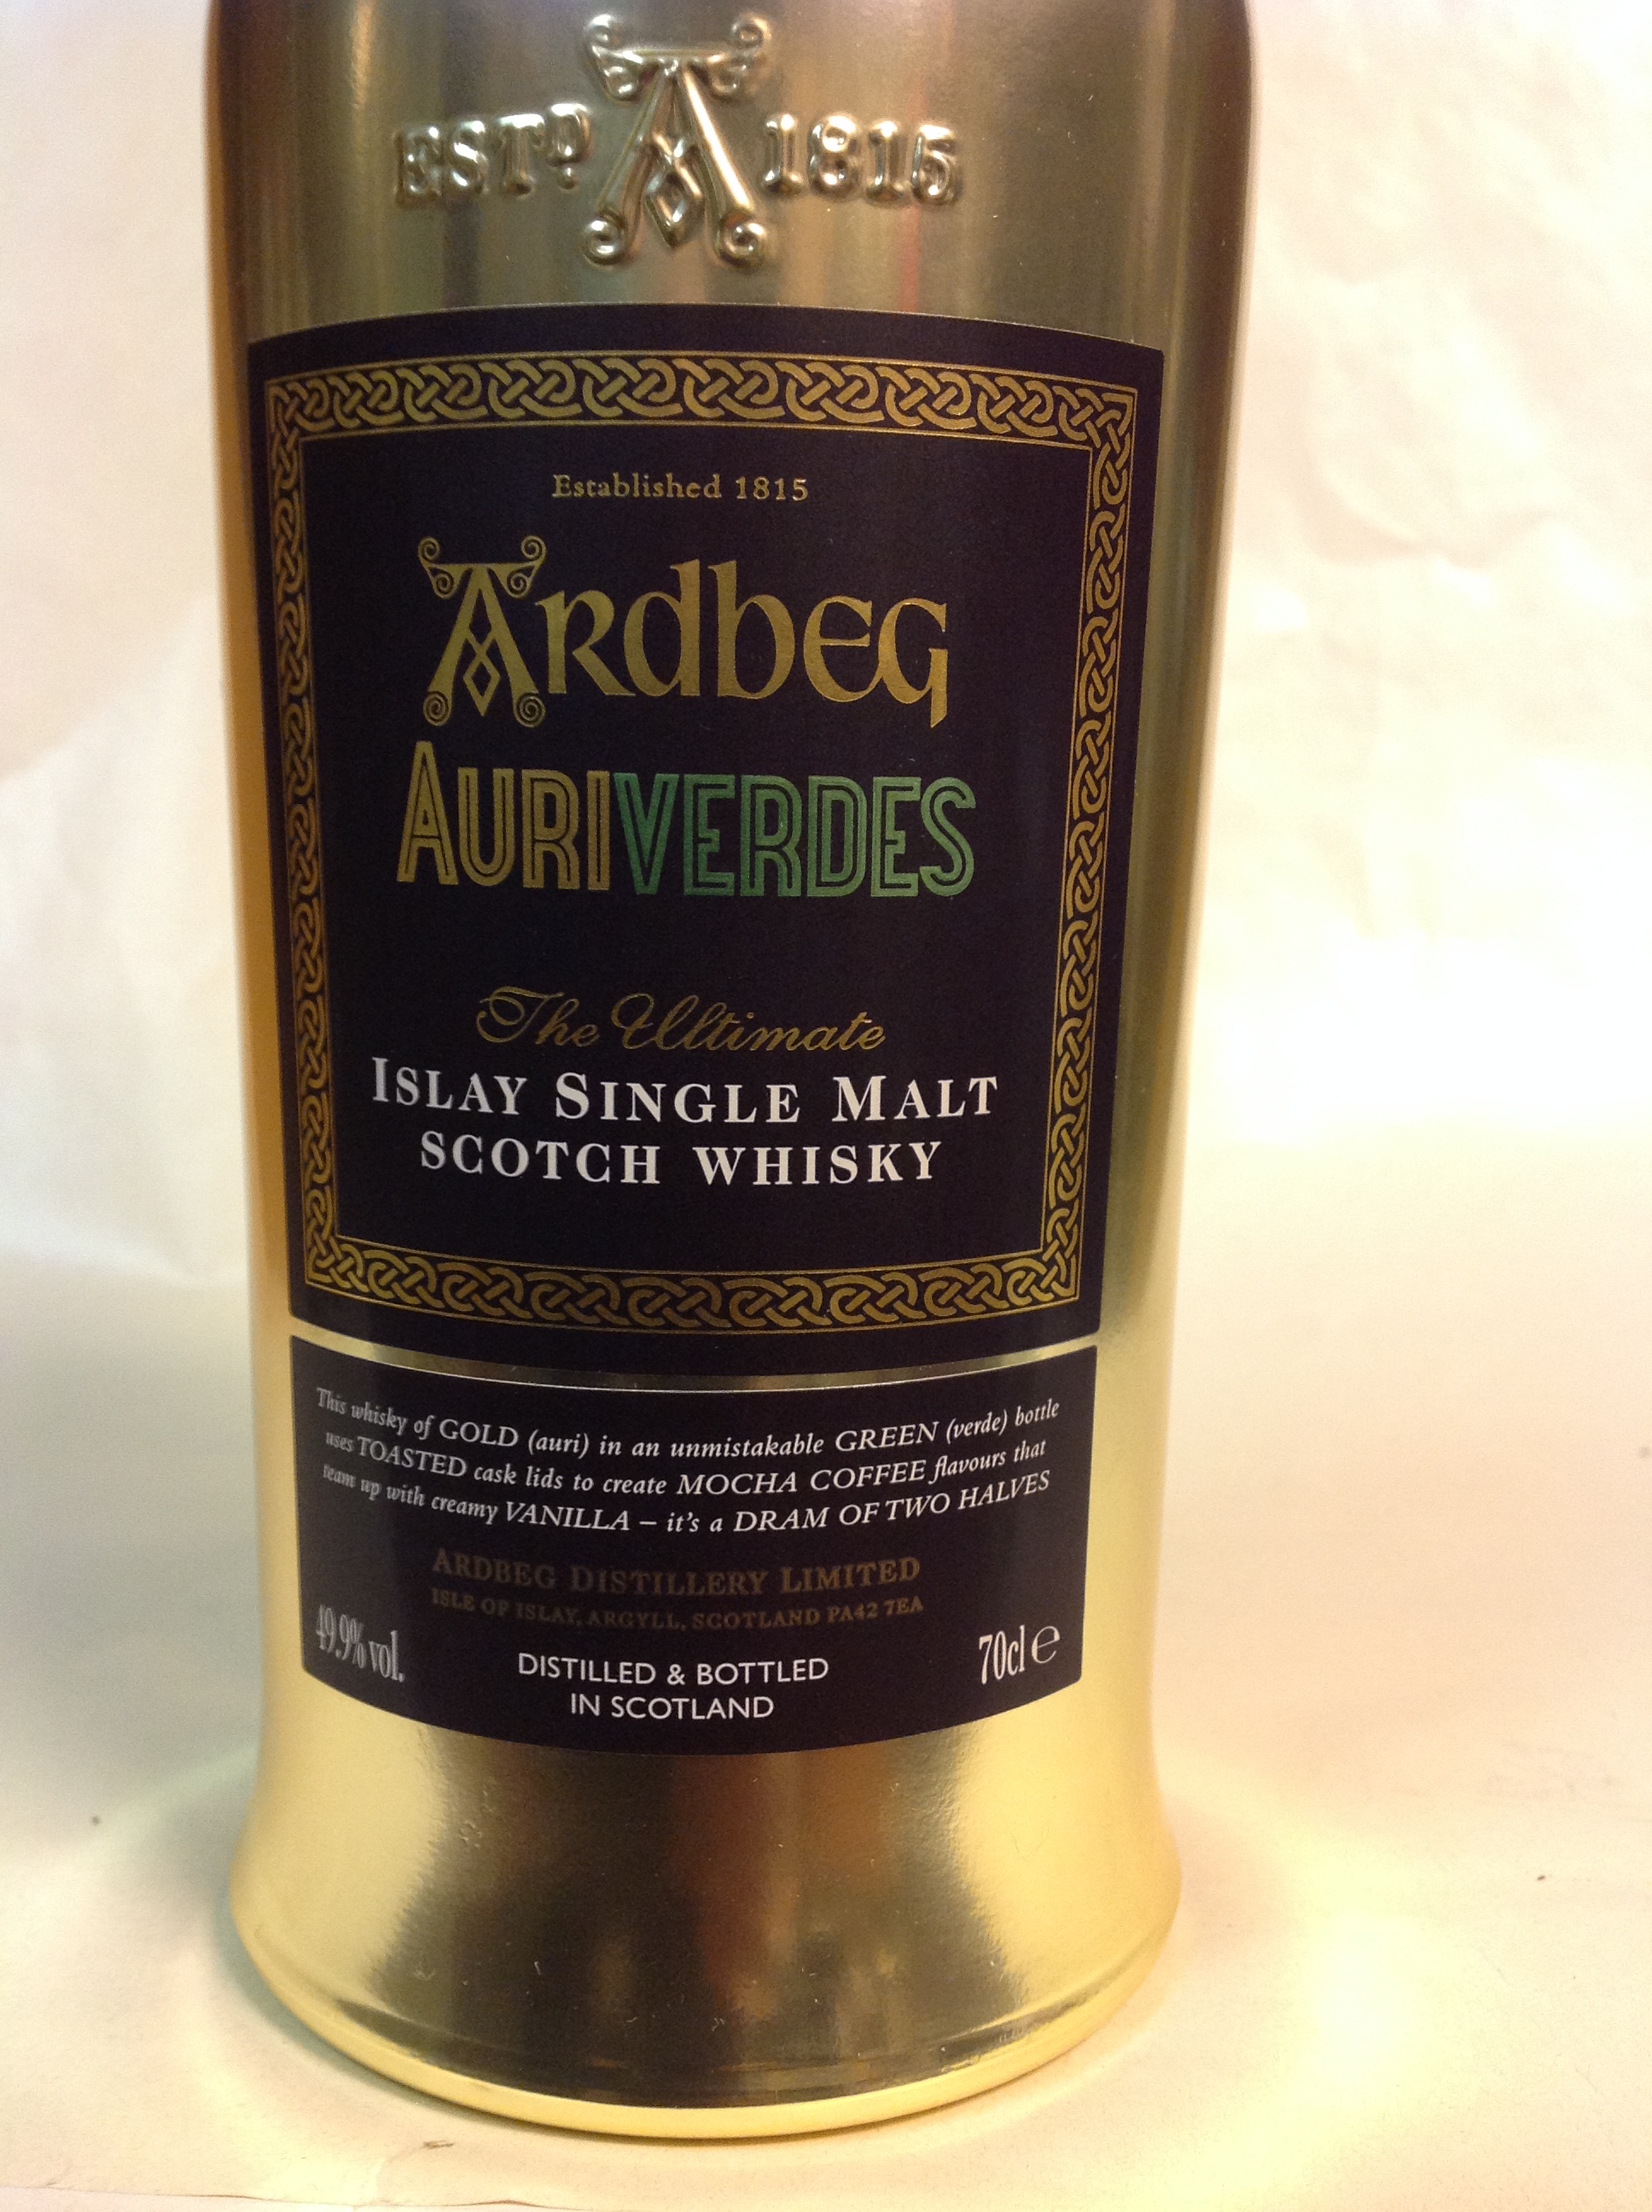 ESTD A 1815
Established 1815
Ardbeg
AURIVERDES
The Ultimate
ISLAY SINGLE MALT
SCOTCH WHISKY
This whisky of GOLD (auri) in an unmistakable GREEN (verde) bottle
uses TOASTED cask lids to create MOCHA COFFEE flavours that
team up with creamy VANILLA – it's a DRAM OF TWO HALVES
ARDBEG DISTILLERY LIMITED
ISLE OF ISLAY, ARGYLL, SCOTLAND PA42 7EA
49.9% vol.
DISTILLED & BOTTLED
IN SCOTLAND
70cl e